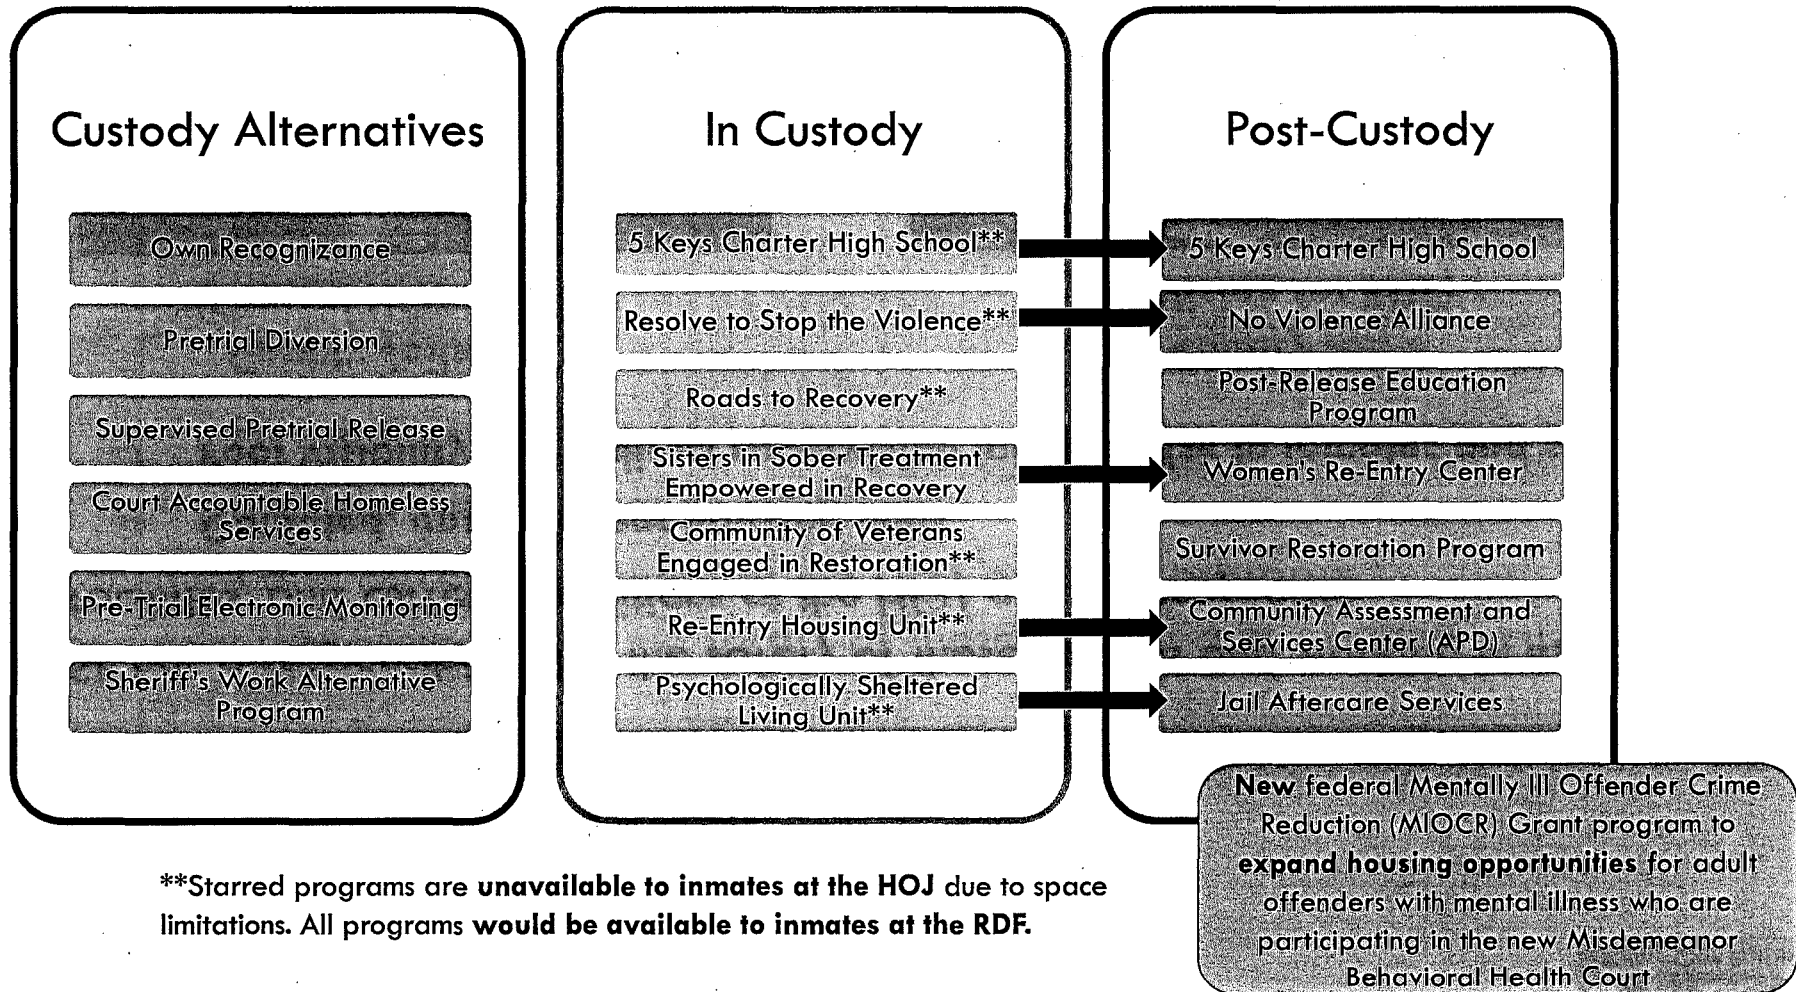 Custody Alternatives
Own Recognizance
Pretrial Diversion
Supervised Pretrial Release
Court Accountable Homeless
Services
Pre-Trial Electronic Monitoring
Sheriff's Work Alternative
Program
In Custody
5 Keys Charter High School**
Resolve to Stop the Violence**
Roads to Recovery**
Sisters in Sober Treatment
Empowered in Recovery
Community of Veterans
Engaged in Restoration**
Re-Entry Housing Unit**
Psychologically Sheltered
Living Unit**
Post-Custody
5 Keys Charter High School
No Violence Alliance
Post-Release Education
Program
Women's Re-Entry Center
Survivor Restoration Program
Community Assessment and
Services Center (APD)
Jail Aftercare Services
New federal Mentally Ill Offender Crime
Reduction (MIOCR) Grant program to
expand housing opportunities for adult
offenders with mental illness who are
participating in the new Misdemeanor
Behavioral Health Court
**Starred programs are unavailable to inmates at the HOJ due to space
limitations. All programs would be available to inmates at the RDF.